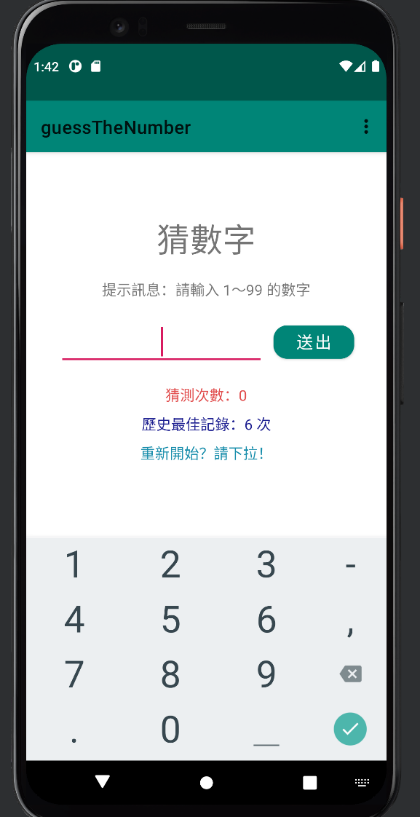 1:42
guessTheNumber
猜數字
提示訊息：請輸入 1～99 的數字
送出
猜測次數：0
歷史最佳記錄：6 次
重新開始？請下拉！
1 2 3 -
4 5 6 ,
7 8 9
. 0 _